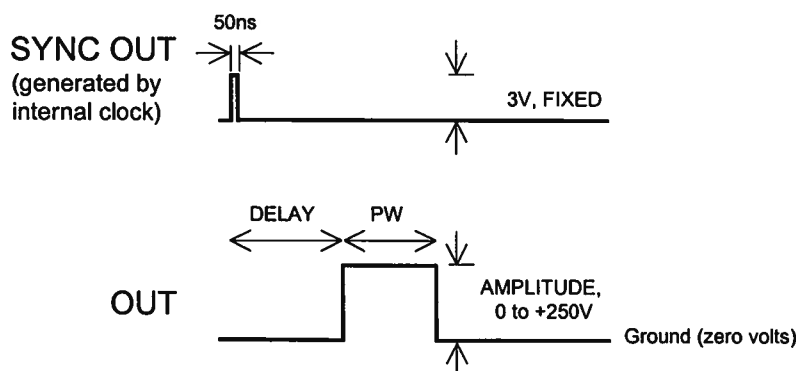 50ns
SYNC OUT
(generated by
internal clock)
3V, FIXED
DELAY
PW
OUT
AMPLITUDE,
0 to +250V
Ground (zero volts)